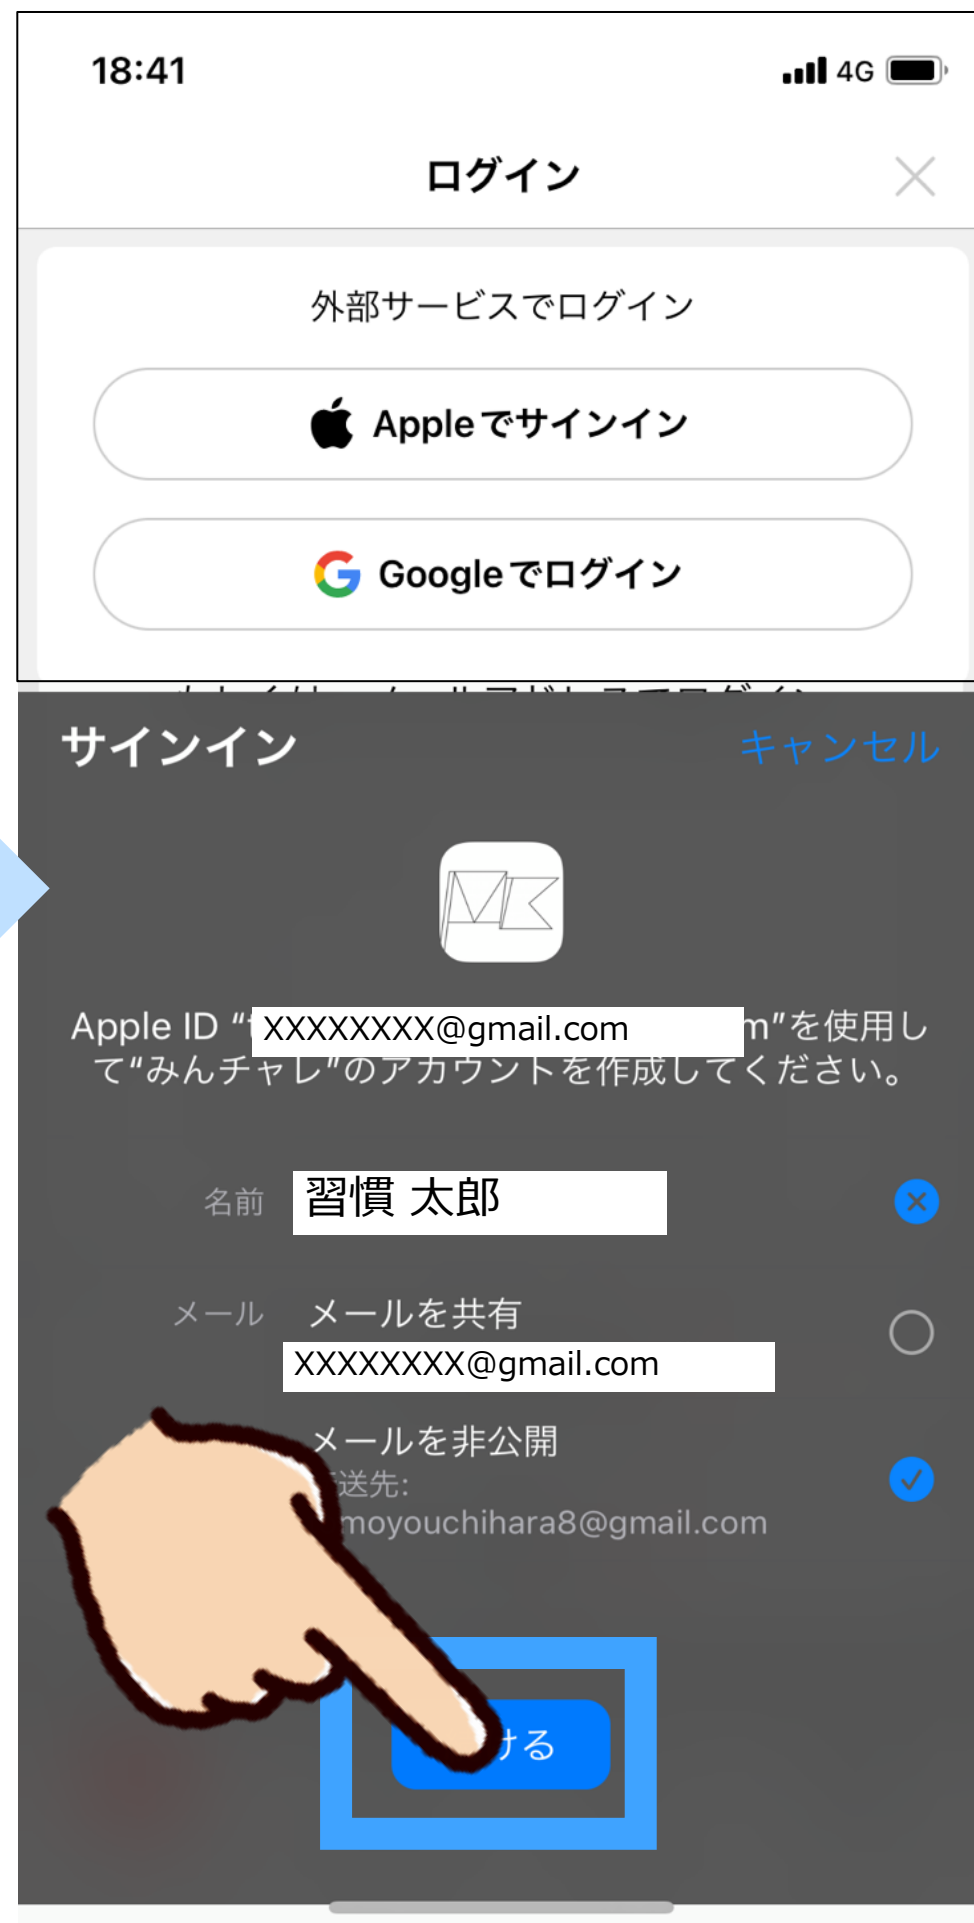 18:41 4G
ログイン
外部サービスでログイン
Appleでサインイン
Googleでログイン
サインイン キャンセル
Apple ID “ XXXXXXXX@gmail.com m”を使用し
て“みんチャレ”のアカウントを作成してください。
名前 習慣 太郎
メール メールを共有
XXXXXXXX@gmail.com
メールを非公開
送先:
moyouchihara8@gmail.com
ける